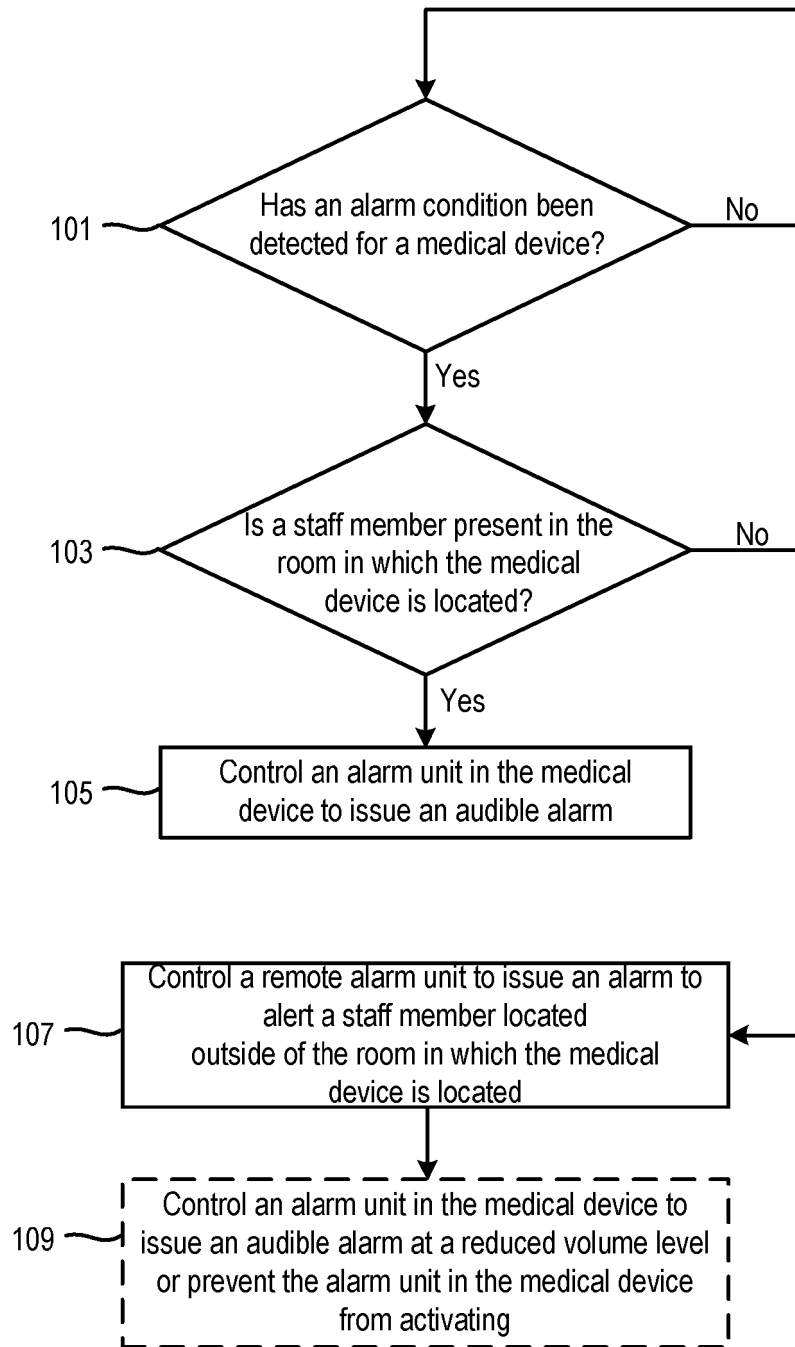 Has an alarm condition been
detected for a medical device?
No
101
Yes
Is a staff member present in the
room in which the medical
device is located?
No
103
Yes
Control an alarm unit in the medical
device to issue an audible alarm
105
Control a remote alarm unit to issue an alarm to
alert a staff member located
outside of the room in which the medical
device is located
107
Control an alarm unit in the medical device to
issue an audible alarm at a reduced volume level
or prevent the alarm unit in the medical device
from activating
109